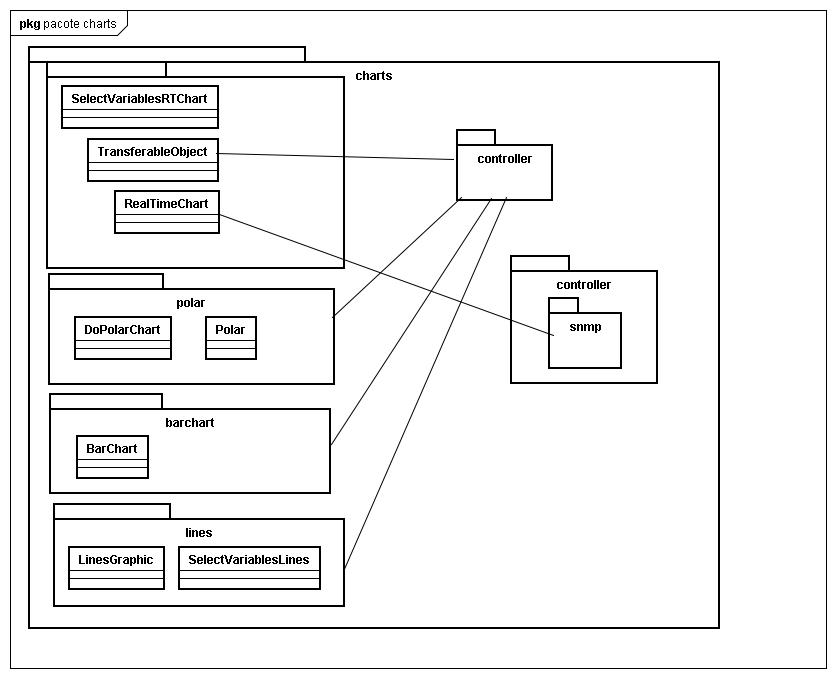 pkg pacote charts
charts
SelectVariablesRTChart
TransferableObject
RealTimeChart
controller
controller
snmp
polar
DoPolarChart
Polar
barchart
BarChart
lines
LinesGraphic
SelectVariablesLines